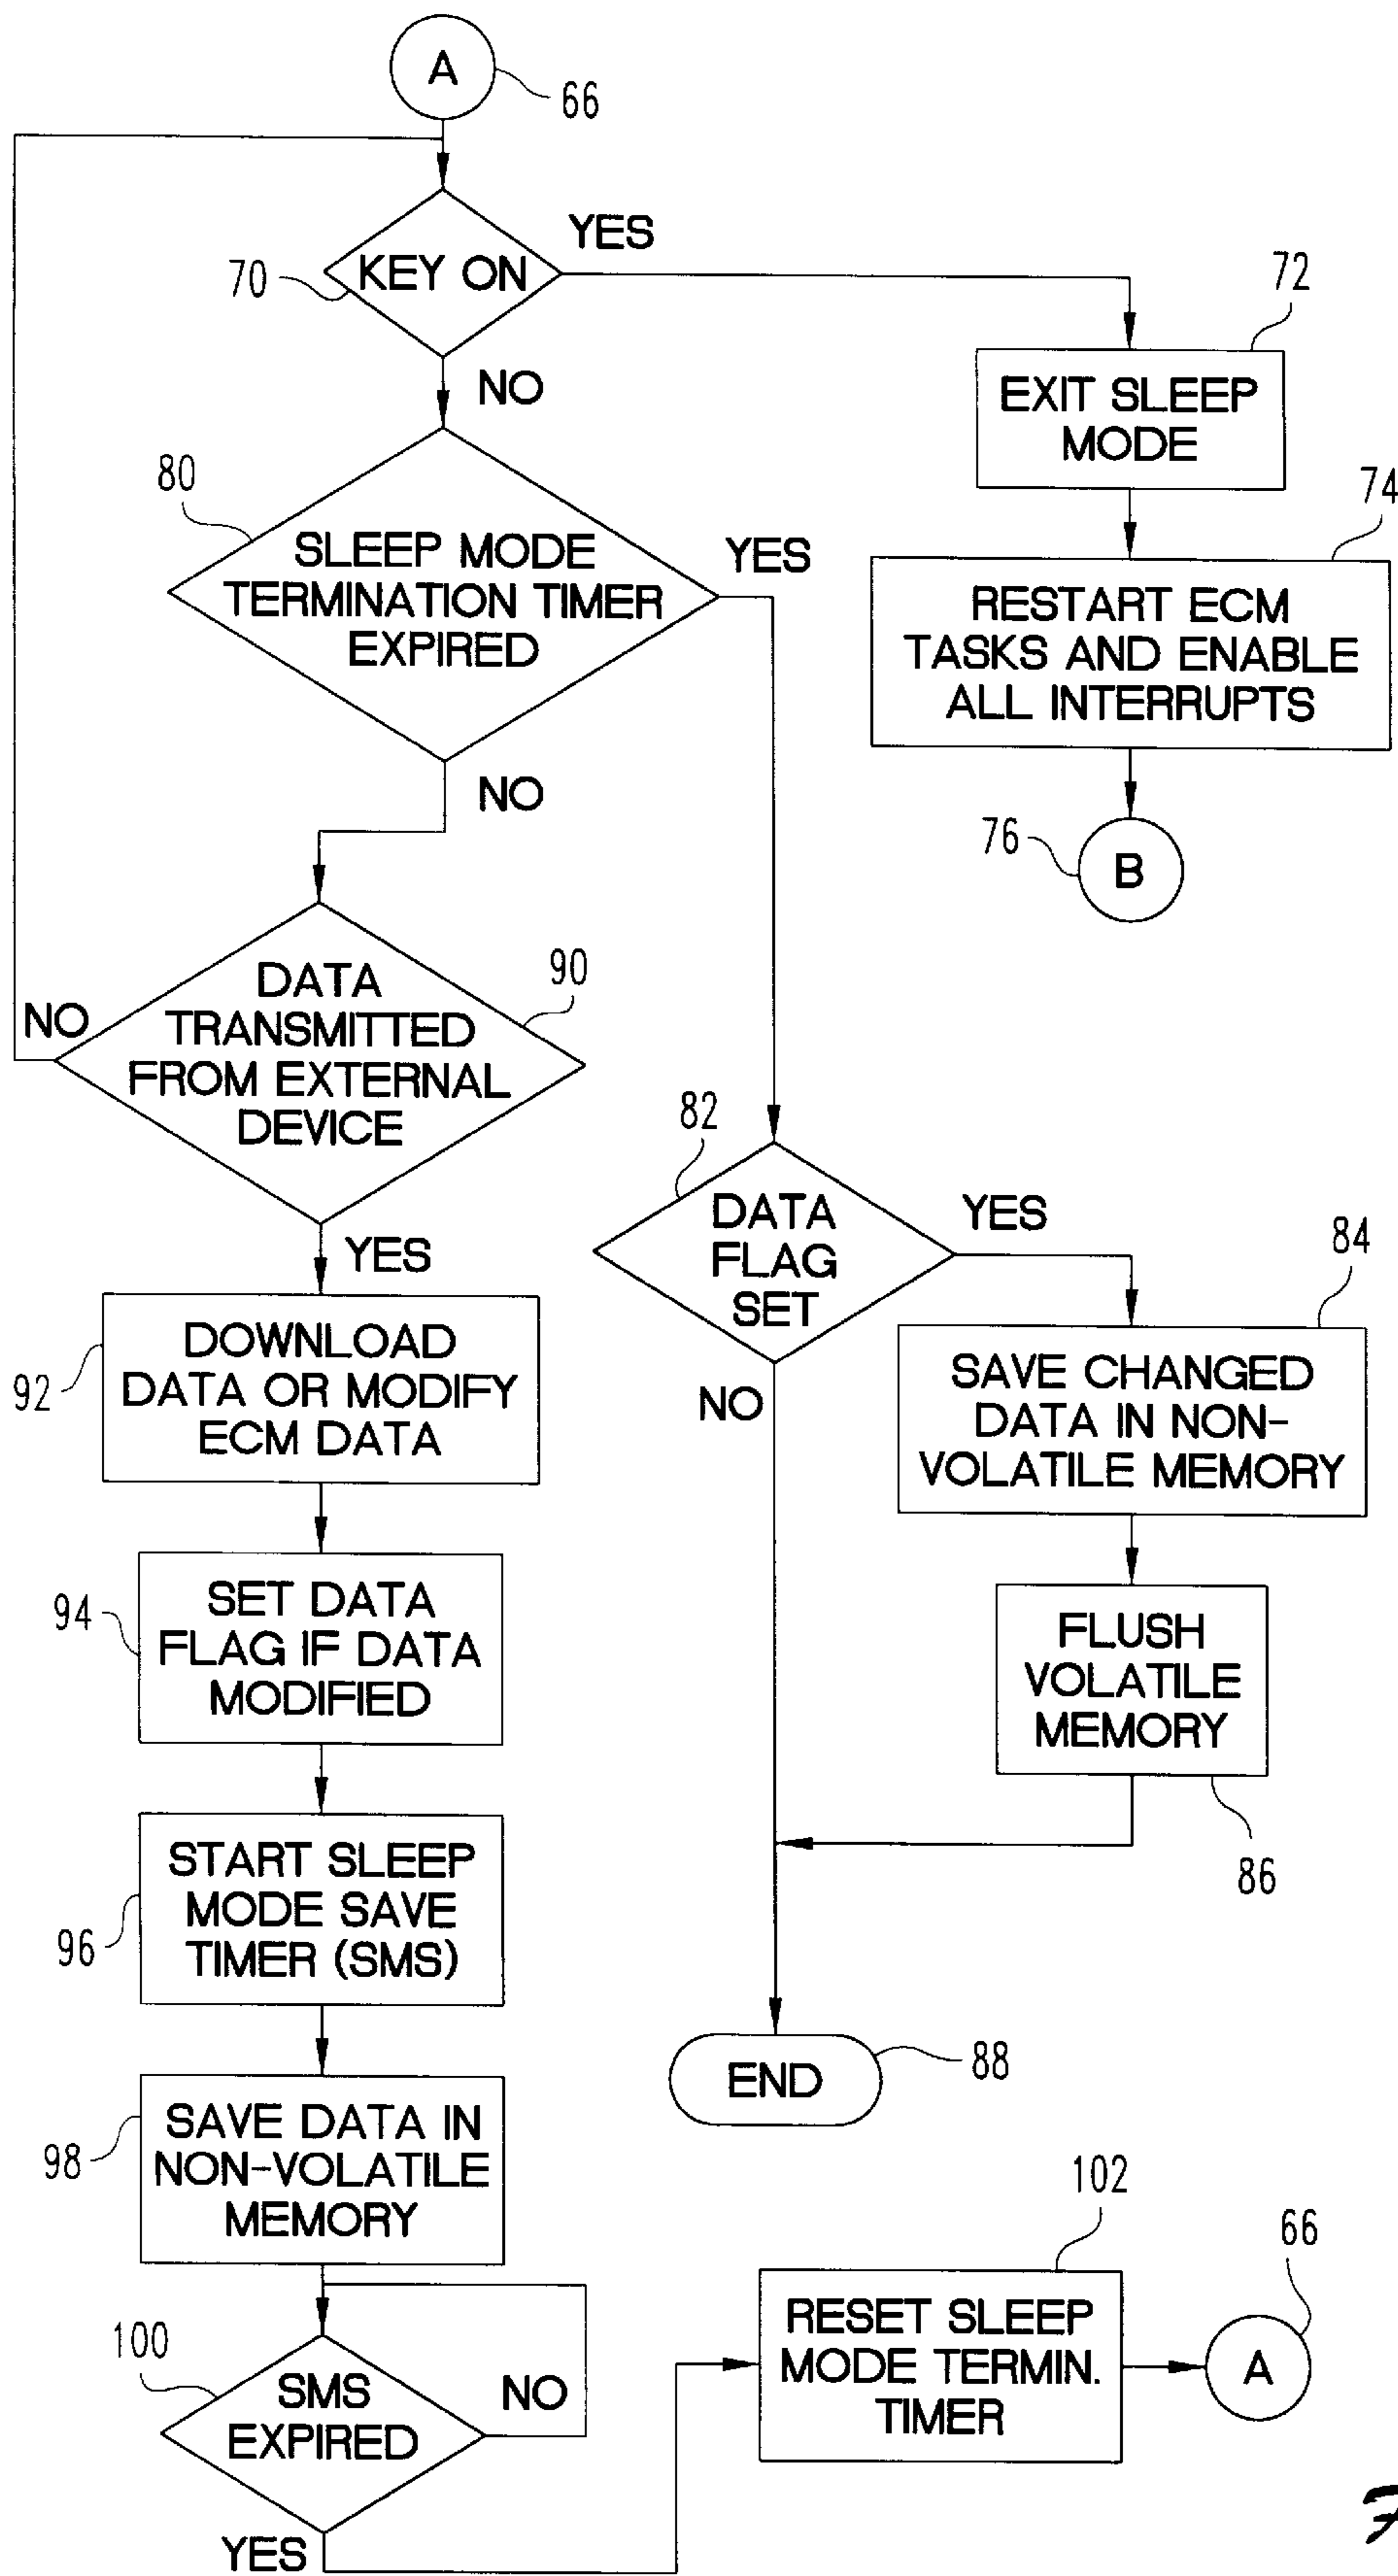 A
66
YES
KEY ON
70
NO
72
EXIT SLEEP
MODE
80
SLEEP MODE
TERMINATION TIMER
EXPIRED
YES
74
RESTART ECM
TASKS AND ENABLE
ALL INTERRUPTS
NO
76
B
90
DATA
TRANSMITTED
FROM EXTERNAL
DEVICE
NO
YES
82
DATA
FLAG
SET
YES
NO
84
SAVE CHANGED
DATA IN NON-
VOLATILE MEMORY
92
DOWNLOAD
DATA OR MODIFY
ECM DATA
94
SET DATA
FLAG IF DATA
MODIFIED
FLUSH
VOLATILE
MEMORY
86
96
START SLEEP
MODE SAVE
TIMER (SMS)
END
88
98
SAVE DATA IN
NON-VOLATILE
MEMORY
102
RESET SLEEP
MODE TERMIN.
TIMER
66
A
100
SMS
EXPIRED
NO
YES